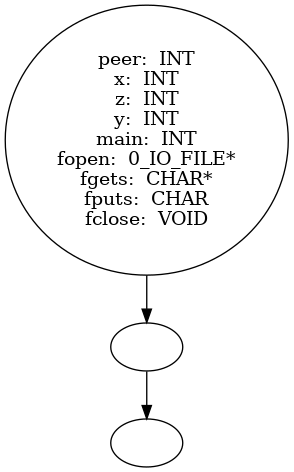 peer:  INT
x:  INT
z:  INT
y:  INT
main:  INT
fopen:  0_IO_FILE*
fgets:  CHAR*
fputs:  CHAR
fclose:  VOID